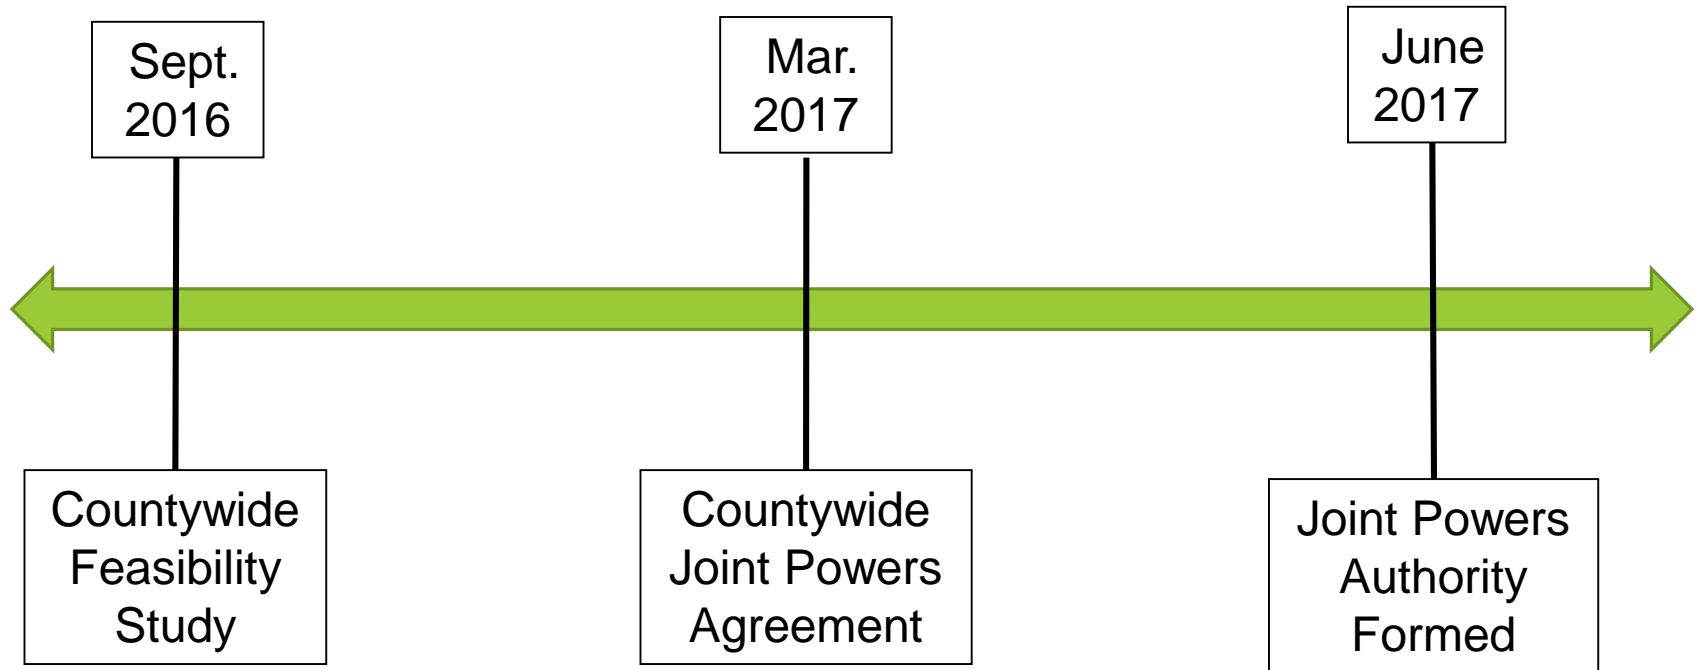 Sept.
2016
Mar.
2017
June
2017
Countywide
Feasibility
Study
Countywide
Joint Powers
Agreement
Joint Powers
Authority
Formed